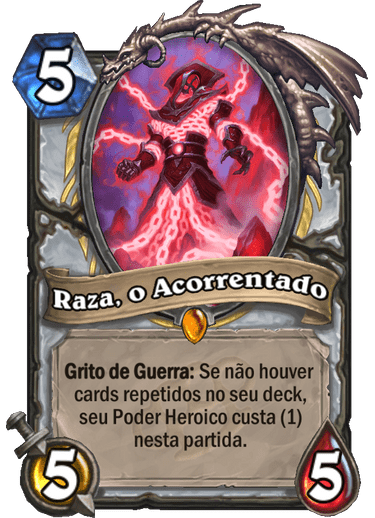 5
Raza, o Acorrentado
Grito de Guerra: Se não houver
cards repetidos no seu deck,
seu Poder Heroico custa (1)
nesta partida.
5
5